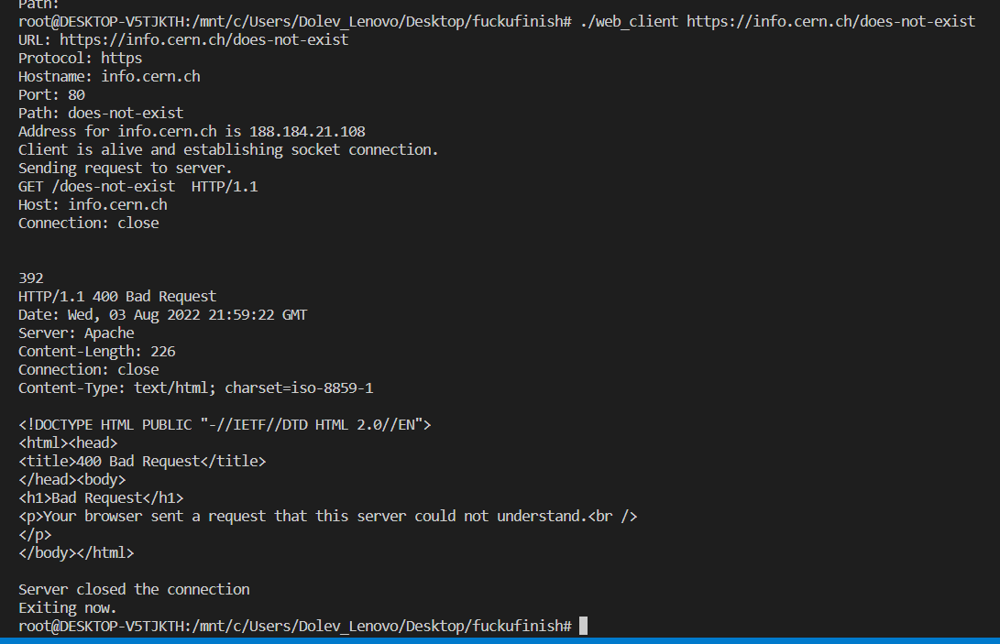 Path:
root@DESKTOP-V5TJKTH:/mnt/c/Users/Dolev_Lenovo/Desktop/fuckufinish# ./web_client https://info.cern.ch/does-not-exist
URL: https://info.cern.ch/does-not-exist
Protocol: https
Hostname: info.cern.ch
Port: 80
Path: does-not-exist
Address for info.cern.ch is 188.184.21.108
Client is alive and establishing socket connection.
Sending request to server.
GET /does-not-exist  HTTP/1.1
Host: info.cern.ch
Connection: close
392
HTTP/1.1 400 Bad Request
Date: Wed, 03 Aug 2022 21:59:22 GMT
Server: Apache
Content-Length: 226
Connection: close
Content-Type: text/html; charset=iso-8859-1
<!DOCTYPE HTML PUBLIC "-//IETF//DTD HTML 2.0//EN">
<html><head>
<title>400 Bad Request</title>
</head><body>
<h1>Bad Request</h1>
<p>Your browser sent a request that this server could not understand.<br />
</p>
</body></html>
Server closed the connection
Exiting now.
root@DESKTOP-V5TJKTH:/mnt/c/Users/Dolev_Lenovo/Desktop/fuckufinish#